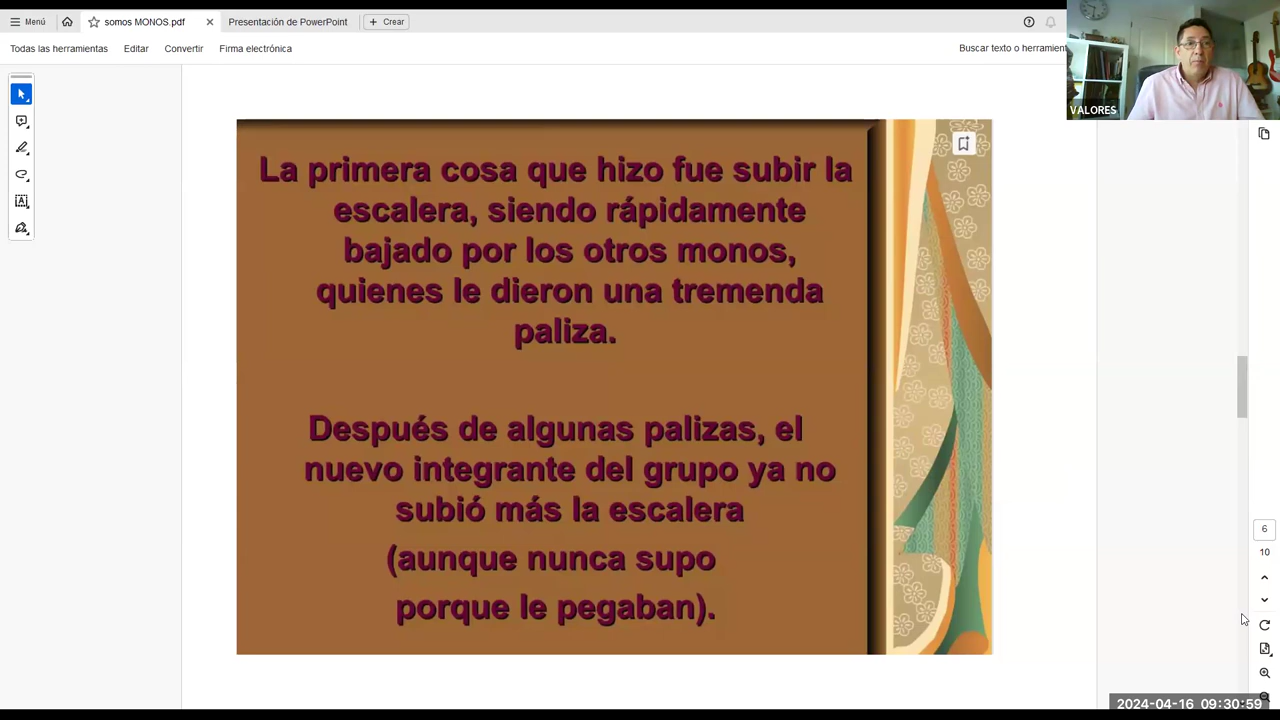 Menú
somos MONOS.pdf
Presentación de PowerPoint
Crear
Todas las herramientas
Editar
Convertir
Firma electrónica
Buscar texto o herramient
VALORES
La primera cosa que hizo fue subir la
escalera, siendo rápidamente
bajado por los otros monos,
quienes le dieron una tremenda
paliza.
Después de algunas palizas, el
nuevo integrante del grupo ya no
subió más la escalera
(aunque nunca supo
porque le pegaban).
6
10
2024-04-16 09:30:59